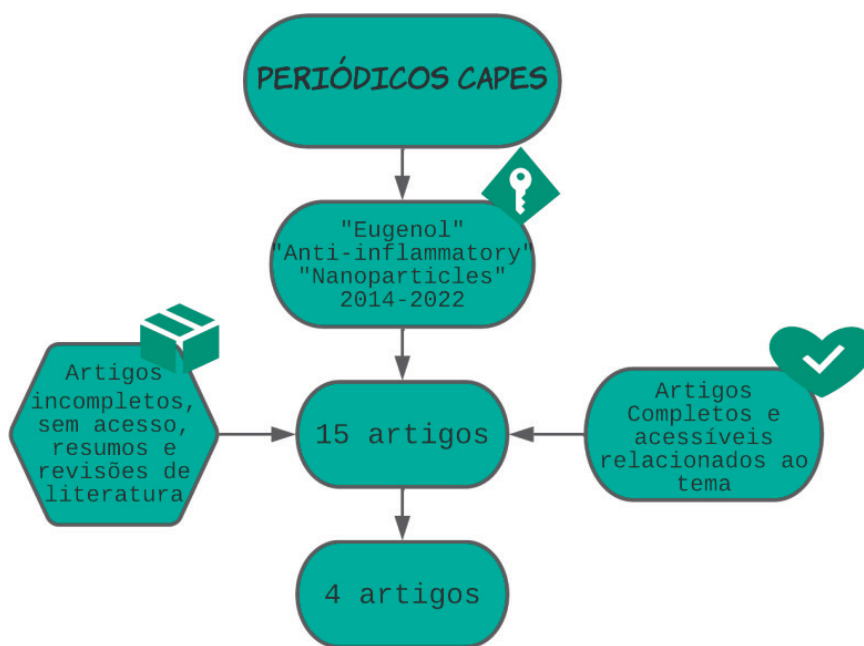 PERIÓDICOS CAPES
"Eugenol"
"Anti-inflammatory"
"Nanoparticles"
2014-2022
Artigos
incompletos,
sem acesso,
resumos e
revisões de
literatura
15 artigos
Artigos
Completos e
acessíveis
relacionados ao
tema
4 artigos